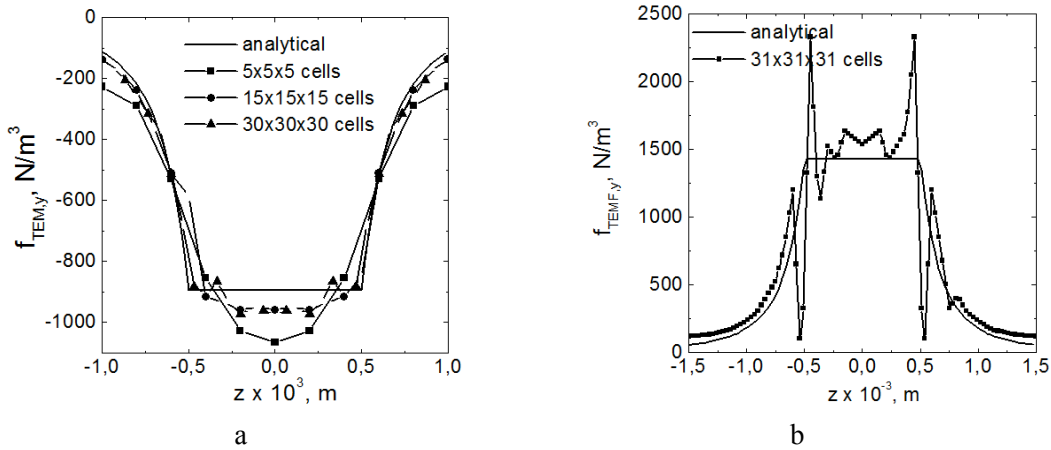 a
0
-200
-400
-600
-800
-1000
-1,0
-0,5
0,0
0,5
1,0
f_TEM,y, N/m³
z x 10³, m
analytical
5x5x5 cells
15x15x15 cells
30x30x30 cells
a
2500
2000
1500
1000
500
0
-1,5
-1,0
-0,5
0,0
0,5
1,0
1,5
f_TEMF,y, N/m³
z x 10⁻³, m
analytical
31x31x31 cells
b